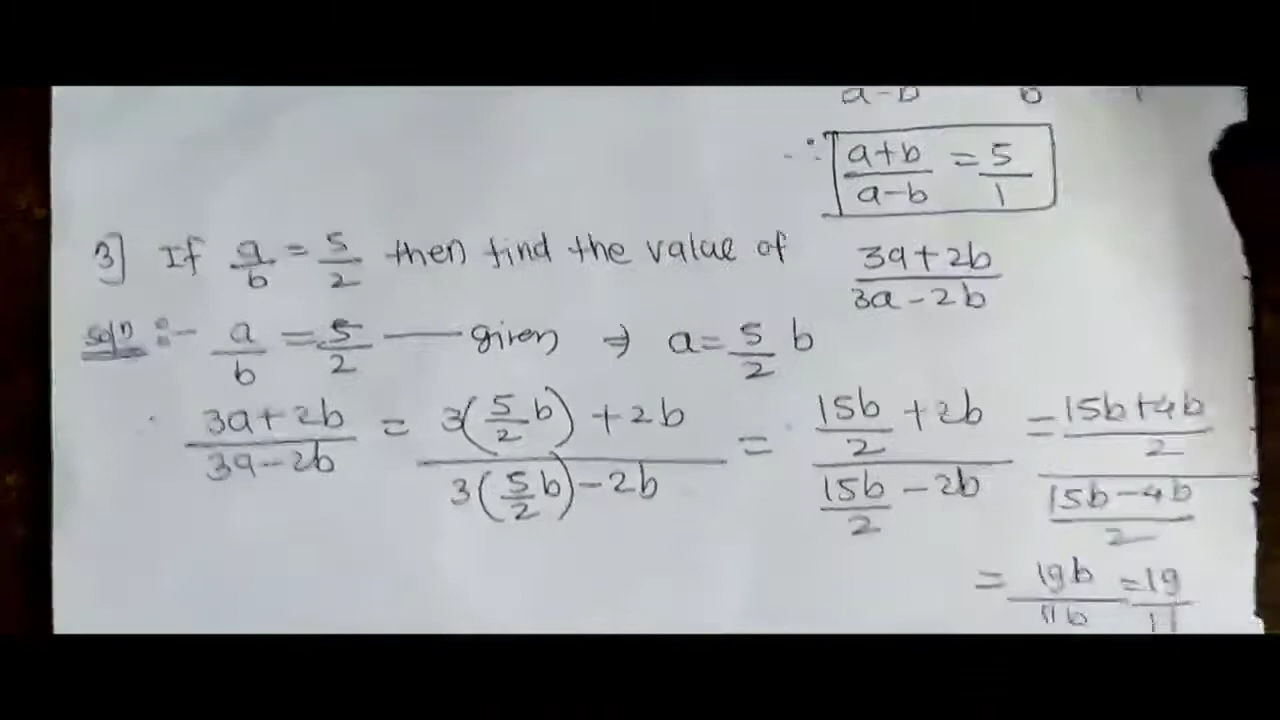 a-b b 1
∴ (a+b)/(a-b) = 5/1
3] If a/b = 5/2 then find the value of (3a+2b)/(3a-2b)
Solⁿ :- a/b = 5/2 —— given ⇒ a = 5/2 b
(3a+2b)/(3a-2b) = (3(5/2 b) + 2b)/(3(5/2 b) - 2b) = (15b/2 + 2b)/(15b/2 - 2b) = ((15b+4b)/2)/((15b-4b)/2)
= 19b/11b = 19/11